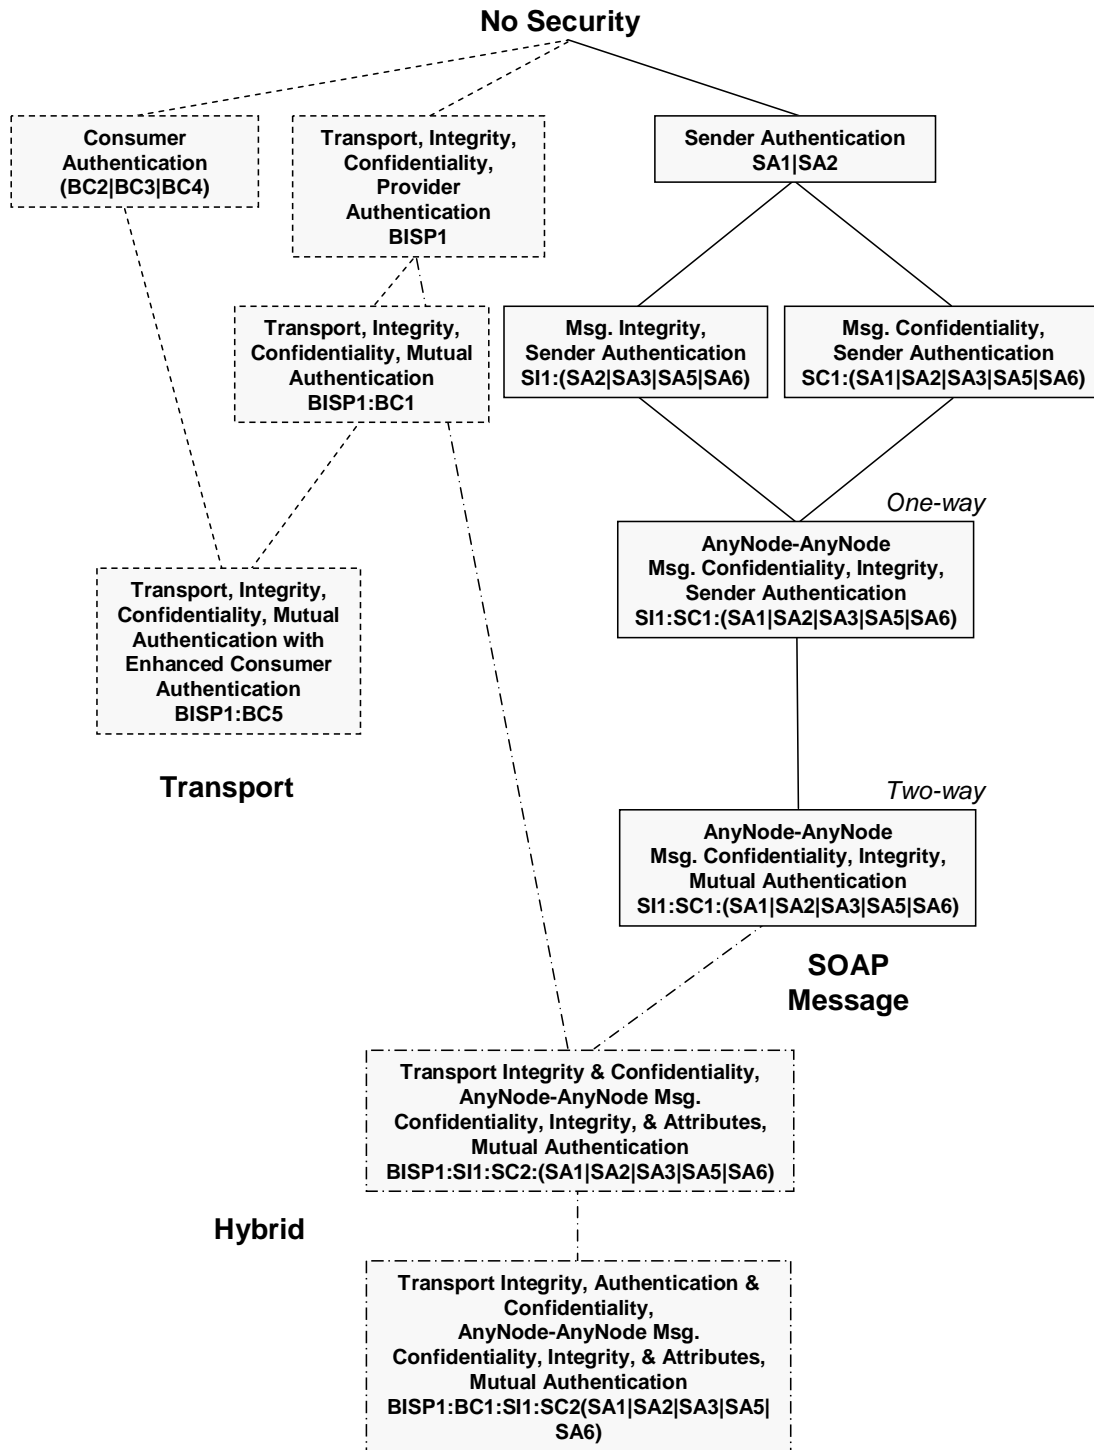 No Security
Consumer
Authentication
(BC2|BC3|BC4)
Transport, Integrity,
Confidentiality,
Provider
Authentication
BISP1
Sender Authentication
SA1|SA2
Transport, Integrity,
Confidentiality, Mutual
Authentication
BISP1:BC1
Msg. Integrity,
Sender Authentication
SI1:(SA2|SA3|SA5|SA6)
Msg. Confidentiality,
Sender Authentication
SC1:(SA1|SA2|SA3|SA5|SA6)
One-way
AnyNode-AnyNode
Msg. Confidentiality, Integrity,
Sender Authentication
SI1:SC1:(SA1|SA2|SA3|SA5|SA6)
Transport, Integrity,
Confidentiality, Mutual
Authentication with
Enhanced Consumer
Authentication
BISP1:BC5
Transport
Two-way
AnyNode-AnyNode
Msg. Confidentiality, Integrity,
Mutual Authentication
SI1:SC1:(SA1|SA2|SA3|SA5|SA6)
SOAP
Message
Transport Integrity & Confidentiality,
AnyNode-AnyNode Msg.
Confidentiality, Integrity, & Attributes,
Mutual Authentication
BISP1:SI1:SC2:(SA1|SA2|SA3|SA5|SA6)
Hybrid
Transport Integrity, Authentication &
Confidentiality,
AnyNode-AnyNode Msg.
Confidentiality, Integrity, & Attributes,
Mutual Authentication
BISP1:BC1:SI1:SC2(SA1|SA2|SA3|SA5|
SA6)